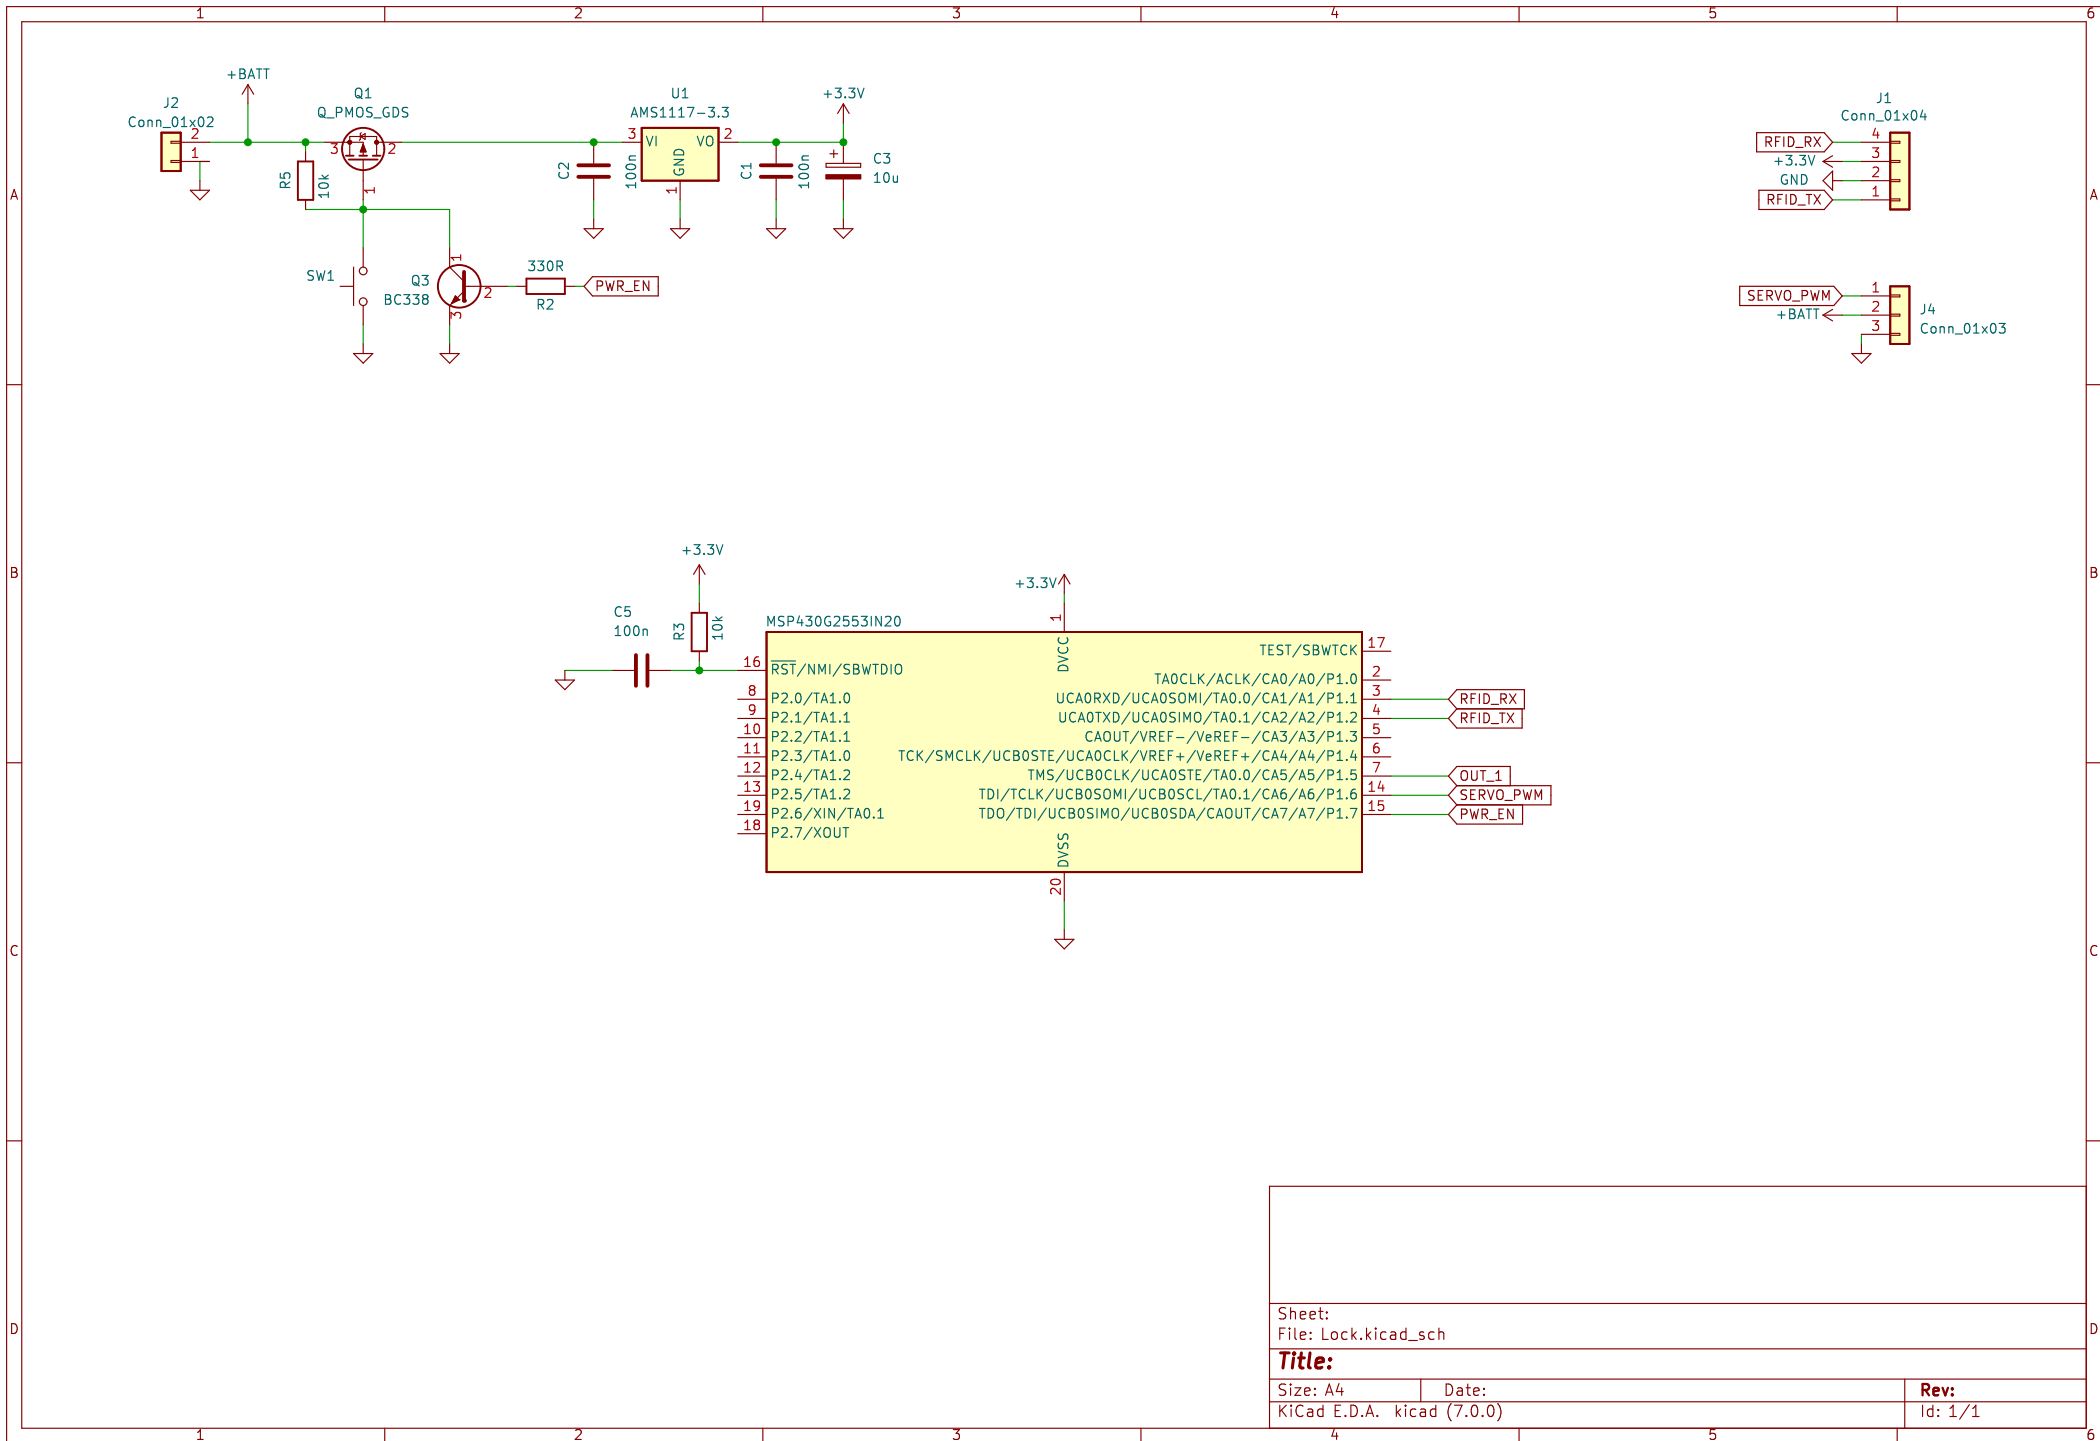 1 2 3 4 5 6
+BATT
J2
Conn_01x02
2
1
Q1
Q_PMOS_GDS
3 2
1
R5
10k
SW1
Q3
BC338
1
2
3
330R
R2
PWR_EN
U1
AMS1117-3.3
3 VI VO 2
GND
1
C2
100n
C1
100n
+3.3V
+
C3
10u
J1
Conn_01x04
RFID_RX 4
+3.3V 3
GND 2
RFID_TX 1
SERVO_PWM 1
+BATT 2
3
J4
Conn_01x03
A A
B B
+3.3V
C5
100n
R3
10k
+3.3V
1
DVCC
MSP430G2553IN20
16 RST/NMI/SBWTDIO
8 P2.0/TA1.0
9 P2.1/TA1.1
10 P2.2/TA1.1
11 P2.3/TA1.0
12 P2.4/TA1.2
13 P2.5/TA1.2
19 P2.6/XIN/TA0.1
18 P2.7/XOUT
TEST/SBWTCK 17
TA0CLK/ACLK/CA0/A0/P1.0 2
UCA0RXD/UCA0SOMI/TA0.0/CA1/A1/P1.1 3 RFID_RX
UCA0TXD/UCA0SIMO/TA0.1/CA2/A2/P1.2 4 RFID_TX
CAOUT/VREF-/VeREF-/CA3/A3/P1.3 5
TCK/SMCLK/UCB0STE/UCA0CLK/VREF+/VeREF+/CA4/A4/P1.4 6
TMS/UCB0CLK/UCA0STE/TA0.0/CA5/A5/P1.5 7 OUT_1
TDI/TCLK/UCB0SOMI/UCB0SCL/TA0.1/CA6/A6/P1.6 14 SERVO_PWM
TDO/TDI/UCB0SIMO/UCB0SDA/CAOUT/CA7/A7/P1.7 15 PWR_EN
DVSS
20
C C
D D
Sheet:
File: Lock.kicad_sch
Title:
Size: A4 Date: Rev:
KiCad E.D.A. kicad (7.0.0) Id: 1/1
1 2 3 4 5 6